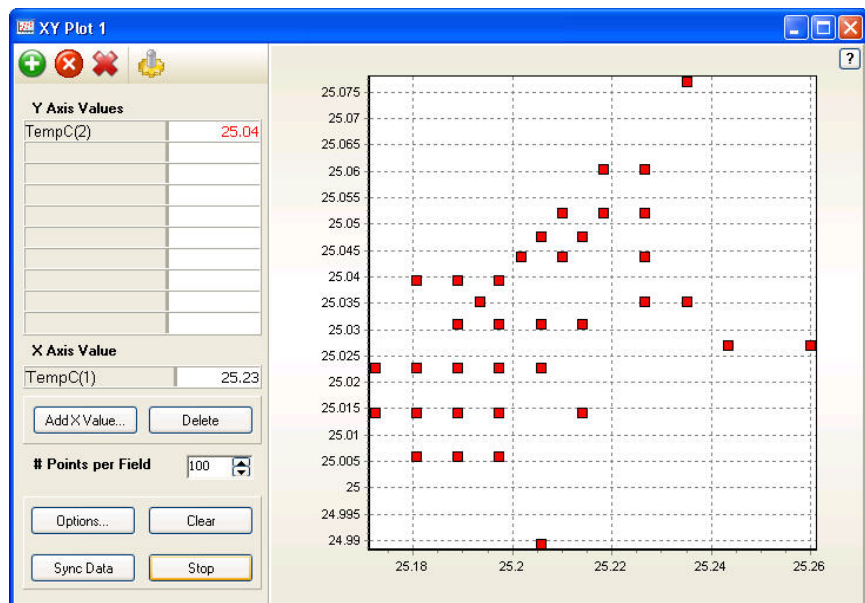 XY Plot 1
?
Y Axis Values
TempC(2) 25.04
X Axis Value
TempC(1) 25.23
Add X Value... Delete
# Points per Field 100
Options... Clear
Sync Data Stop
25.075
25.07
25.065
25.06
25.055
25.05
25.045
25.04
25.035
25.03
25.025
25.02
25.015
25.01
25.005
25
24.995
24.99
25.18 25.2 25.22 25.24 25.26